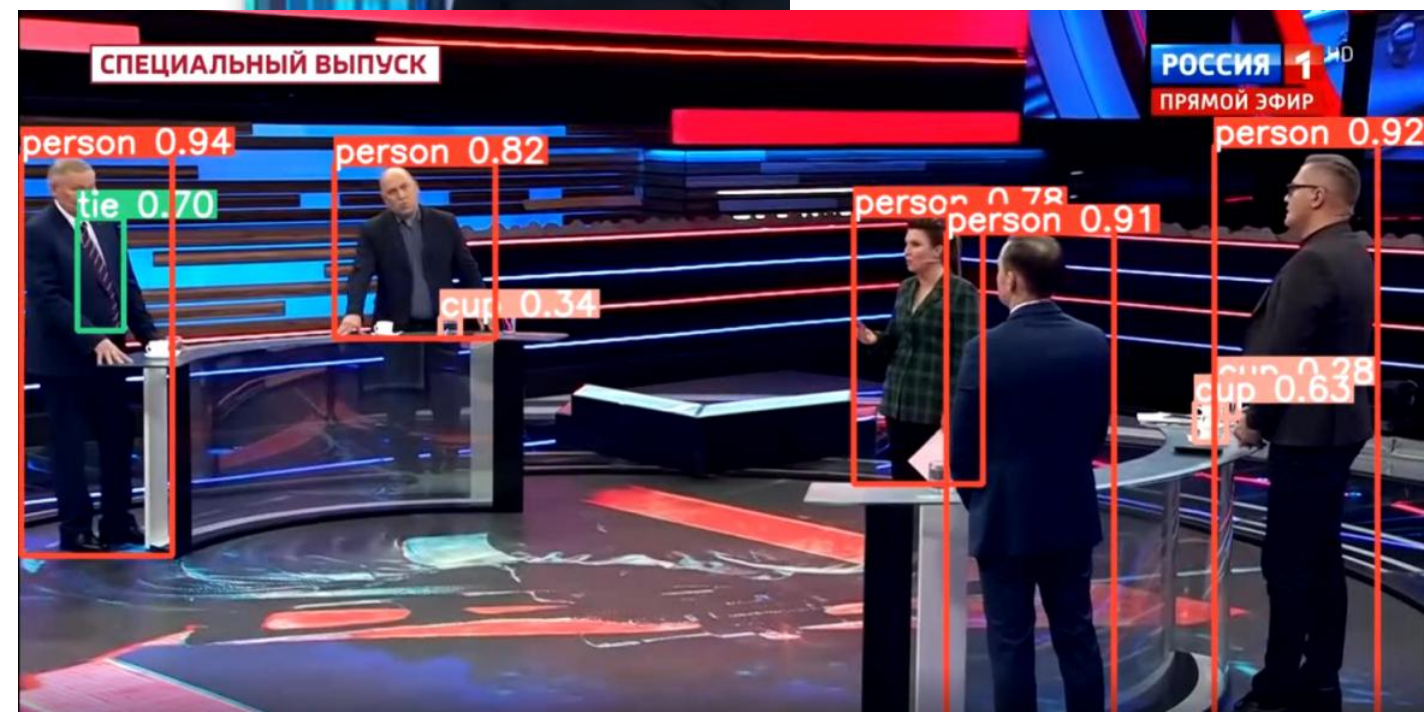 СПЕЦИАЛЬНЫЙ ВЫПУСК
РОССИЯ 1 HD
ПРЯМОЙ ЭФИР
person 0.94
person 0.82
person 0.92
tie 0.70
person 0.78
person 0.91
cup 0.34
cup 0.28
cup 0.63